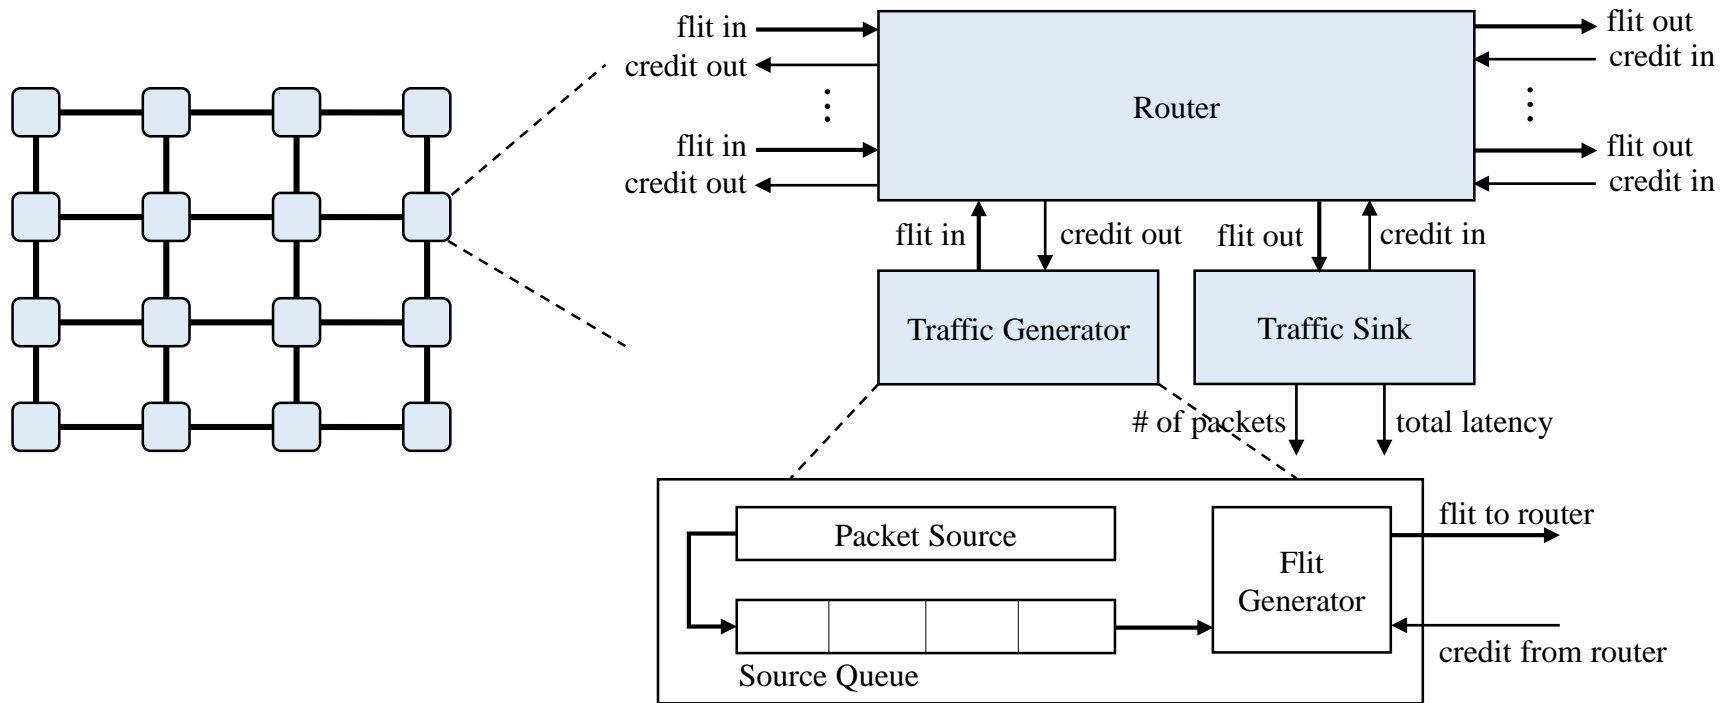 flit in
credit out
flit in
credit out
Router
flit out
credit in
flit out
credit in
flit in
credit out
flit out
credit in
Traffic Generator
Traffic Sink
# of packets
total latency
Packet Source
Source Queue
Flit
Generator
flit to router
credit from router